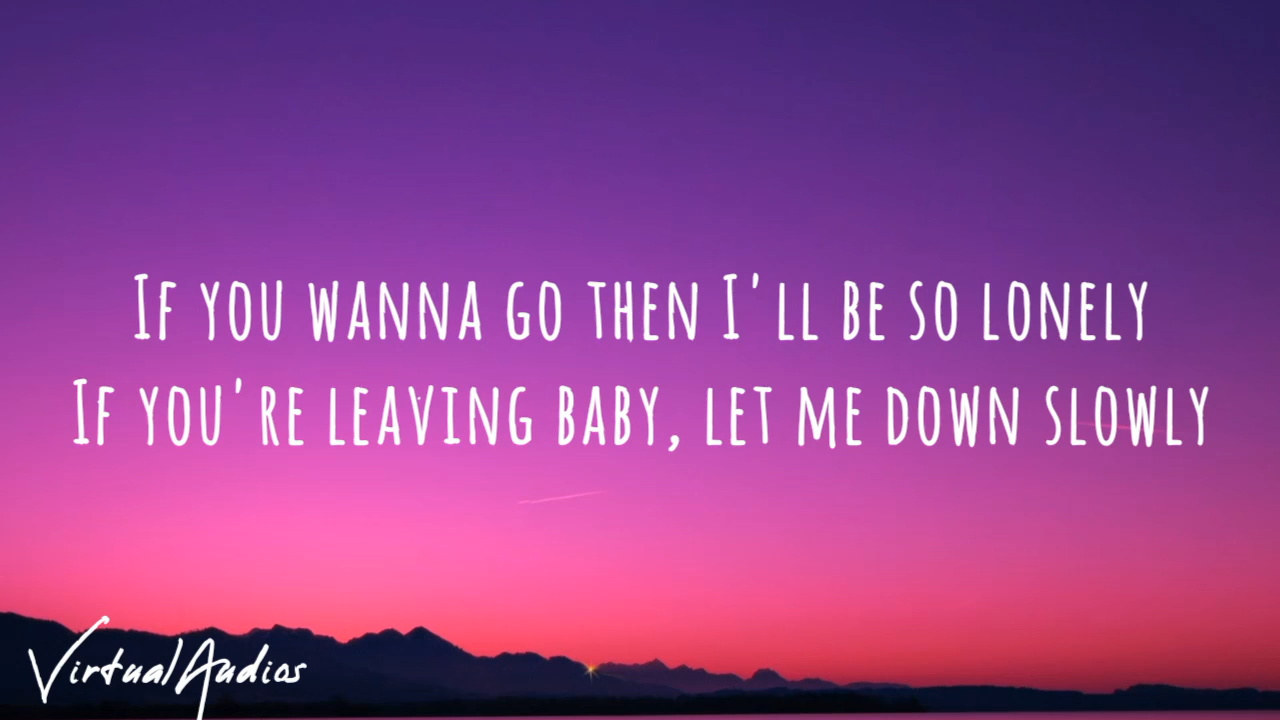 If you wanna go then I'll be so lonely
If you're leaving baby, let me down slowly
VirtualAudios